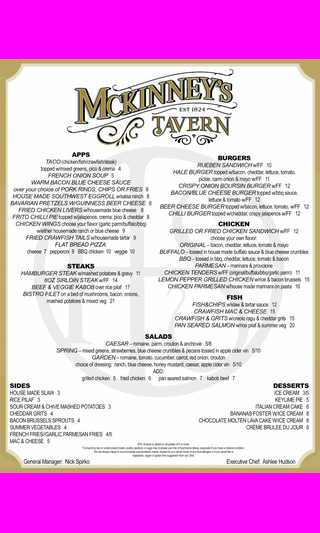 McKINNEY'S
EST 1824
TAVERN
APPS
TACO (chicken/fish/crawfish/steak)
topped w/mixed greens, pico & crema 4
FRENCH ONION SOUP 5
WARM BACON BLUE CHEESE SAUCE
over your choice of PORK RINDS, CHIPS OR FRIES 8
HOUSE MADE SOUTHWEST EGGROLL w/salsa ranch 8
BAVARIAN PRETZELS W/GUINNESS BEER CHEESE 8
FRIED CHICKEN LIVERS w/housemade blue cheese 8
FRITO CHILI PIE topped w/jalapenos, crema, pico & cheddar 8
CHICKEN WINGS choose your flavor (garlic parm/buffalo/bbq
w/either housemade ranch or blue cheese 9
FRIED CRAWFISH TAILS w/housemade tarter 9
FLAT BREAD PIZZA:
cheese 7 pepperoni 8 BBQ chicken 10 veggie 10
STEAKS
HAMBURGER STEAK w/mashed potatoes & gravy 11
8OZ SIRLOIN STEAK w/FF 14
BEEF & VEGGIE KABOB over rice pilaf 17
BISTRO FILET on a bed of mushrooms, bacon, onions,
mashed potatoes & mixed veg 21
BURGERS
RUEBEN SANDWICH w/FF 10
HALE BURGER topped w/bacon, cheddar, lettuce, tomato,
pickle, carm onion & mayo w/FF 11
CRISPY ONION BOURSIN BURGER w/FF 12
BACON/BLUE CHEESE BURGER topped w/bbq sauce,
lettuce & tomato w/FF 12
BEER CHEESE BURGER topped w/bacon, lettuce, tomato, w/FF 12
CHILI BURGER topped w/cheddar, crispy jalapenos w/FF 12
CHICKEN
GRILLED OR FRIED CHICKEN SANDWICH w/FF 12
choose your own flavor:
ORIGINAL – bacon, cheddar, lettuce, tomato & mayo
BUFFALO – tossed in house made buffalo sauce & blue cheese crumbles
BBQ – tossed in bbq, cheddar, lettuce, tomato & bacon
PARMESAN – marinara & provolone
CHICKEN TENDERS w/FF (original/buffalo/bbq/garlic parm) 11
LEMON PEPPER GRILLED CHICKEN w/rice & bacon brussels 15
CHICKEN PARMESAN w/house made marinara on pasta 16
FISH
FISH&CHIPS w/slaw & tarter sauce 12
CRAWFISH MAC & CHEESE 15
CRAWFISH & GRITS w/creole ragu & cheddar grits 15
PAN SEARED SALMON w/rice pilaf & summer veg 20
SALADS
CAESAR – romaine, parm, crouton & anchovie 5/8
SPRING – mixed greens, strawberries, blue cheese crumbles & pecans tossed in apple cider vin 5/10
GARDEN – romaine, tomato, cucumber, carrot, red onion, crouton,
choice of dressing: ranch, blue cheese, honey mustard, caesar, apple cider vin 5/10
ADD:
grilled chicken 5 fried chicken 6 pan seared salmon 7 kabob beef 7
SIDES
HOUSE MADE SLAW 3
RICE PILAF 3
SOUR CREAM & CHIVE MASHED POTATOES 3
CHEDDAR GRITS 4
BACON BRUSSELS SPROUTS 4
SUMMER VEGETABLES 4
FRENCH FRIES/GARLIC PARMESAN FRIES 4/5
MAC & CHEESE 5
DESSERTS
ICE CREAM 3/5
KEYLIME PIE 5
ITALIAN CREAM CAKE 6
BANANAS FOSTER W/ICE CREAM 8
CHOCOLATE MOLTEN LAVA CAKE W/ICE CREAM 8
CRÈME BRULEE DU JOUR 8
General Manager: Nick Spirko
Executive Chef: Ashlee Hudson